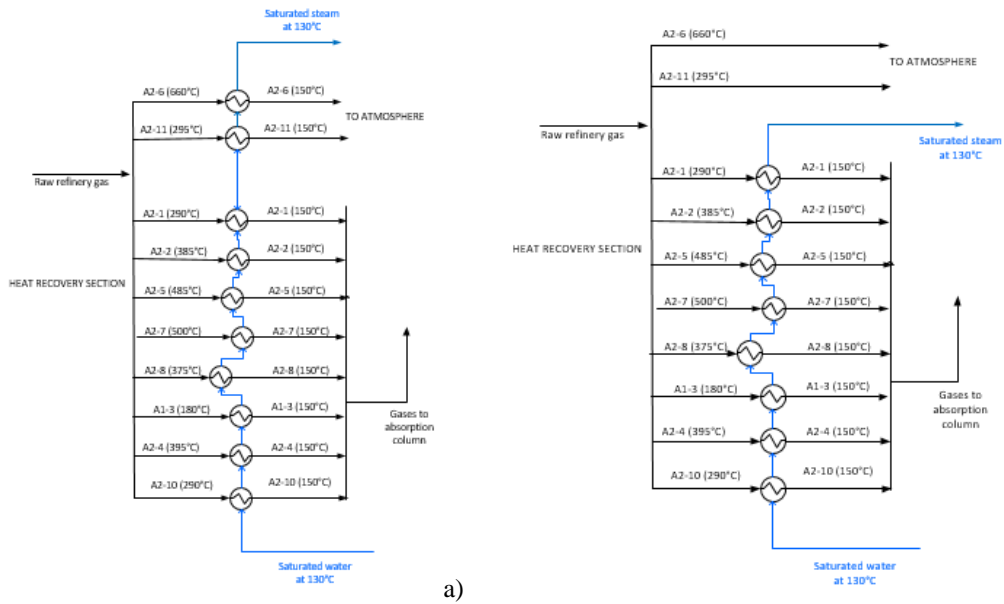 Saturated steam
at 130°C
A2-6 (660°C)
A2-6 (150°C)
TO ATMOSPHERE
A2-11 (295°C)
A2-11 (150°C)
Raw refinery gas
A2-1 (290°C)
A2-1 (150°C)
A2-2 (385°C)
A2-2 (150°C)
HEAT RECOVERY SECTION
A2-5 (485°C)
A2-5 (150°C)
A2-7 (500°C)
A2-7 (150°C)
A2-8 (375°C)
A2-8 (150°C)
A1-3 (180°C)
A1-3 (150°C)
Gases to
absorption
column
A2-4 (395°C)
A2-4 (150°C)
A2-10 (290°C)
A2-10 (150°C)
Saturated water
at 130°C
a)
A2-6 (660°C)
TO ATMOSPHERE
A2-11 (295°C)
Raw refinery gas
Saturated steam
at 130°C
A2-1 (290°C)
A2-1 (150°C)
A2-2 (385°C)
A2-2 (150°C)
HEAT RECOVERY SECTION
A2-5 (485°C)
A2-5 (150°C)
A2-7 (500°C)
A2-7 (150°C)
A2-8 (375°C)
A2-8 (150°C)
A1-3 (180°C)
A1-3 (150°C)
Gases to
absorption
column
A2-4 (395°C)
A2-4 (150°C)
A2-10 (290°C)
A2-10 (150°C)
Saturated water
at 130°C